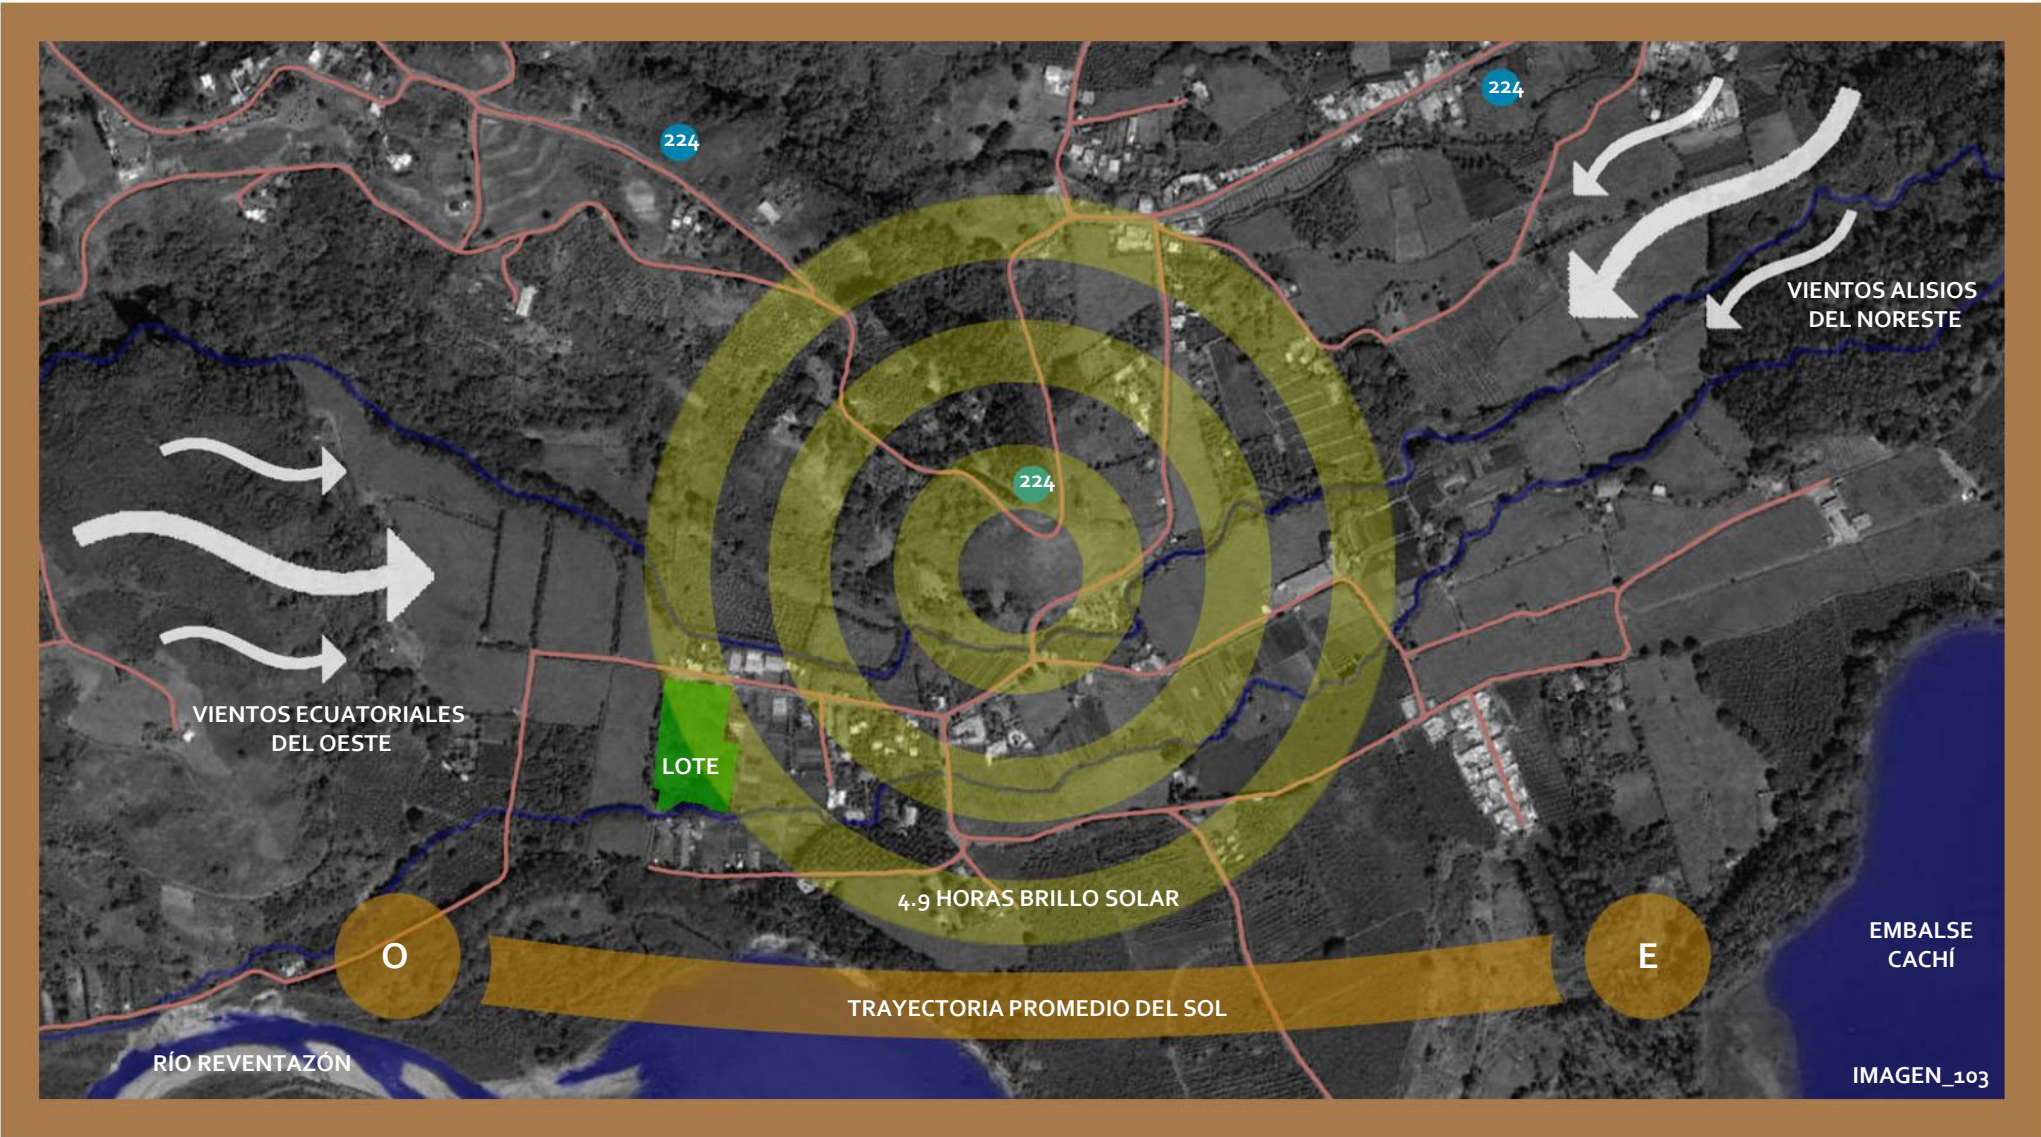 224
224
VIENTOS ALISIOS
DEL NORESTE
224
VIENTOS ECUATORIALES
DEL OESTE
LOTE
4.9 HORAS BRILLO SOLAR
O
E
EMBALSE
CACHÍ
TRAYECTORIA PROMEDIO DEL SOL
RÍO REVENTAZÓN
IMAGEN_103